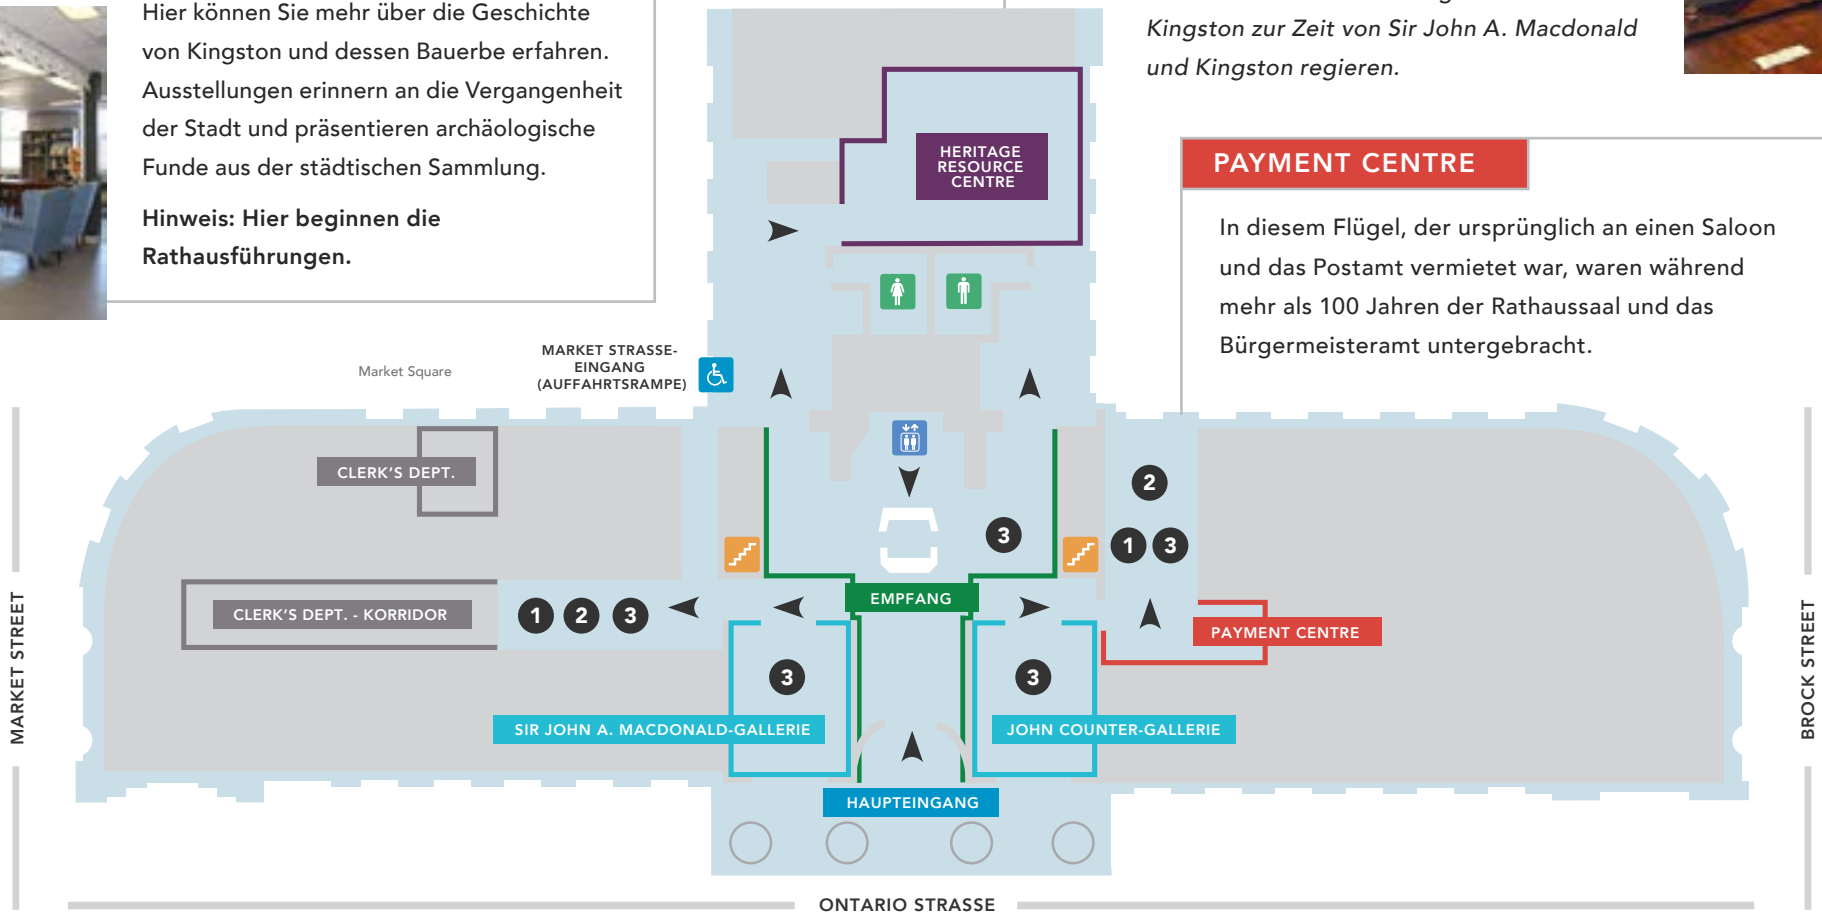 Hier können Sie mehr über die Geschichte
von Kingston und dessen Bauerbe erfahren.
Ausstellungen erinnern an die Vergangenheit
der Stadt und präsentieren archäologische
Funde aus der städtischen Sammlung.
Hinweis: Hier beginnen die
Rathausführungen.
Kingston zur Zeit von Sir John A. Macdonald
und Kingston regieren.
HERITAGE
RESOURCE
CENTRE
PAYMENT CENTRE
In diesem Flügel, der ursprünglich an einen Saloon
und das Postamt vermietet war, waren während
mehr als 100 Jahren der Rathaussaal und das
Bürgermeisteramt untergebracht.
Market Square
MARKET STRASSE-
EINGANG
(AUFFAHRTSRAMPE)
CLERK'S DEPT.
2
3
1 3
CLERK'S DEPT. - KORRIDOR
1 2 3
EMPFANG
PAYMENT CENTRE
MARKET STREET
BROCK STREET
3
3
SIR JOHN A. MACDONALD-GALLERIE
JOHN COUNTER-GALLERIE
HAUPTEINGANG
ONTARIO STRASSE